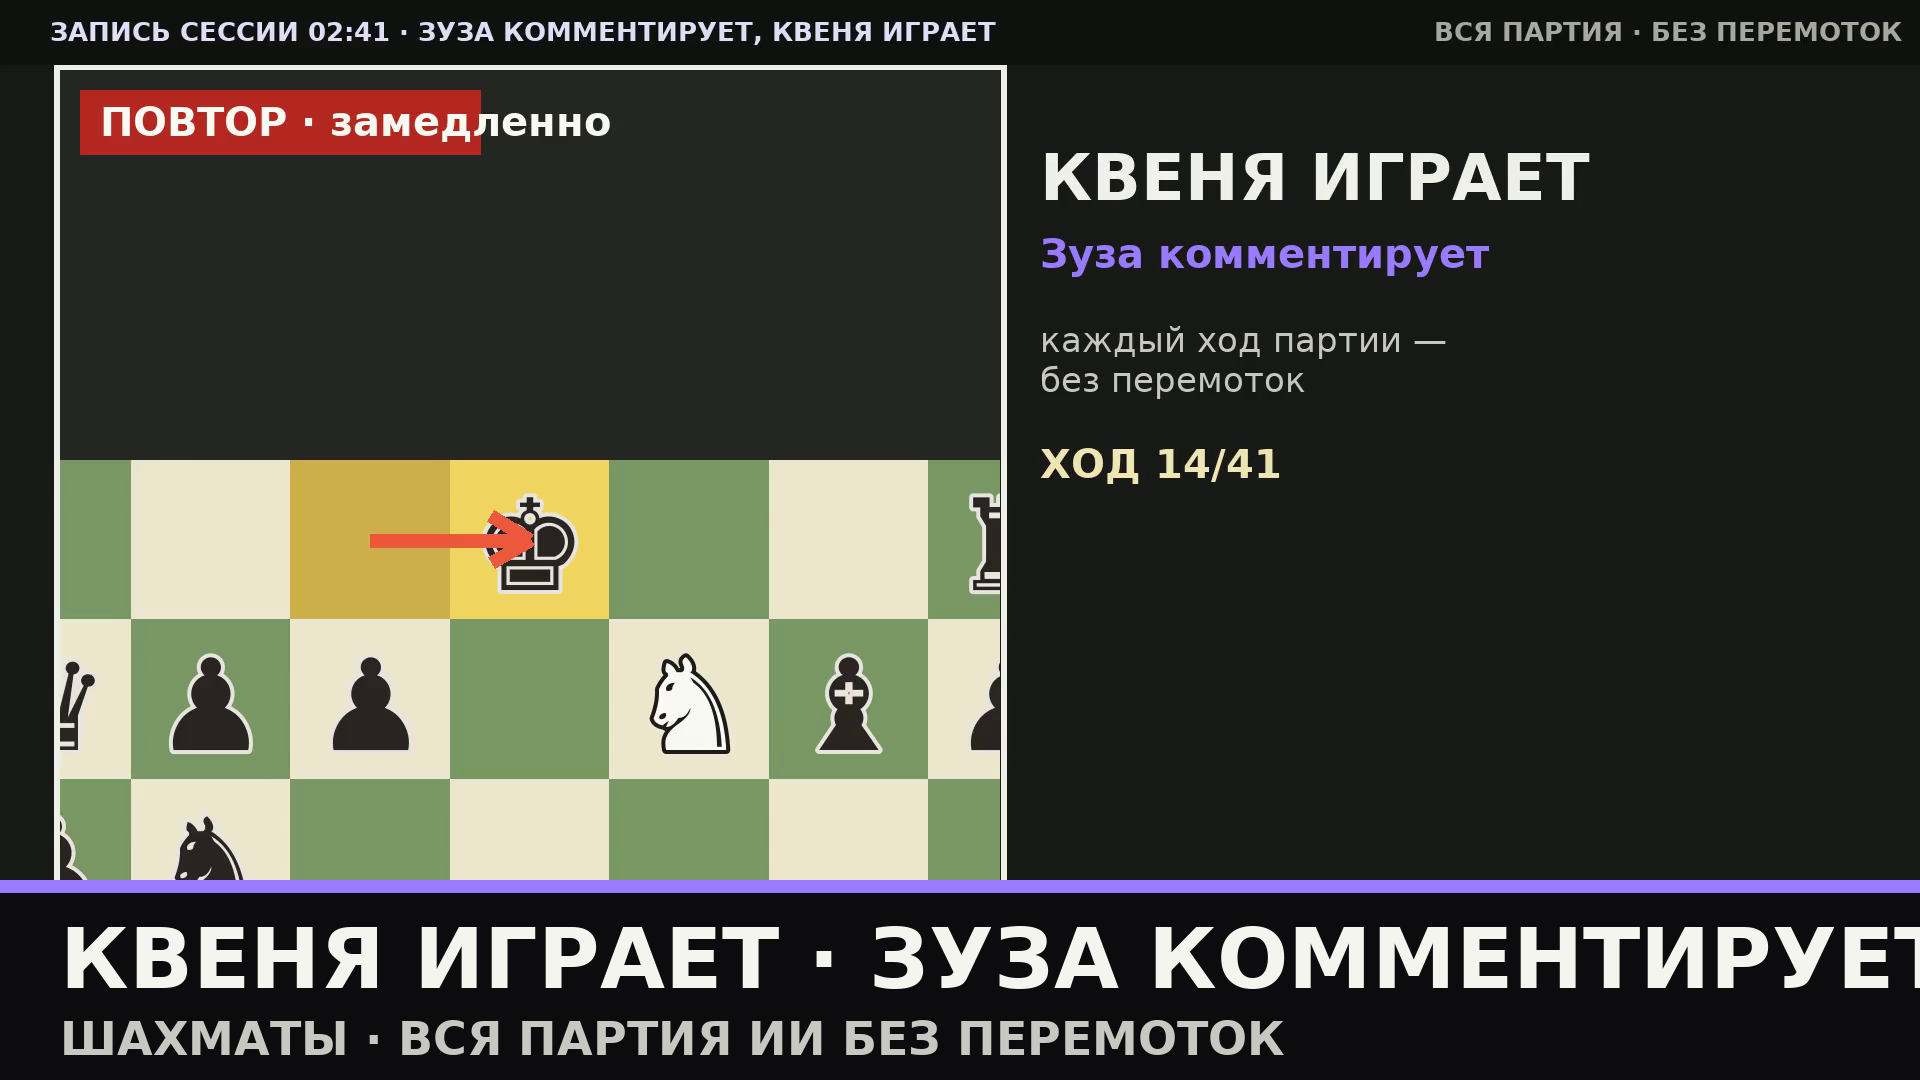 ЗАПИСЬ СЕССИИ 02:41 · ЗУЗА КОММЕНТИРУЕТ, КВЕНЯ ИГРАЕТ
ВСЯ ПАРТИЯ · БЕЗ ПЕРЕМОТОК
ПОВТОР · замедленно
КВЕНЯ ИГРАЕТ
Зуза комментирует
каждый ход партии —
без перемоток
ХОД 14/41
КВЕНЯ ИГРАЕТ · ЗУЗА КОММЕНТИРУЕТ
ШАХМАТЫ · ВСЯ ПАРТИЯ ИИ БЕЗ ПЕРЕМОТОК